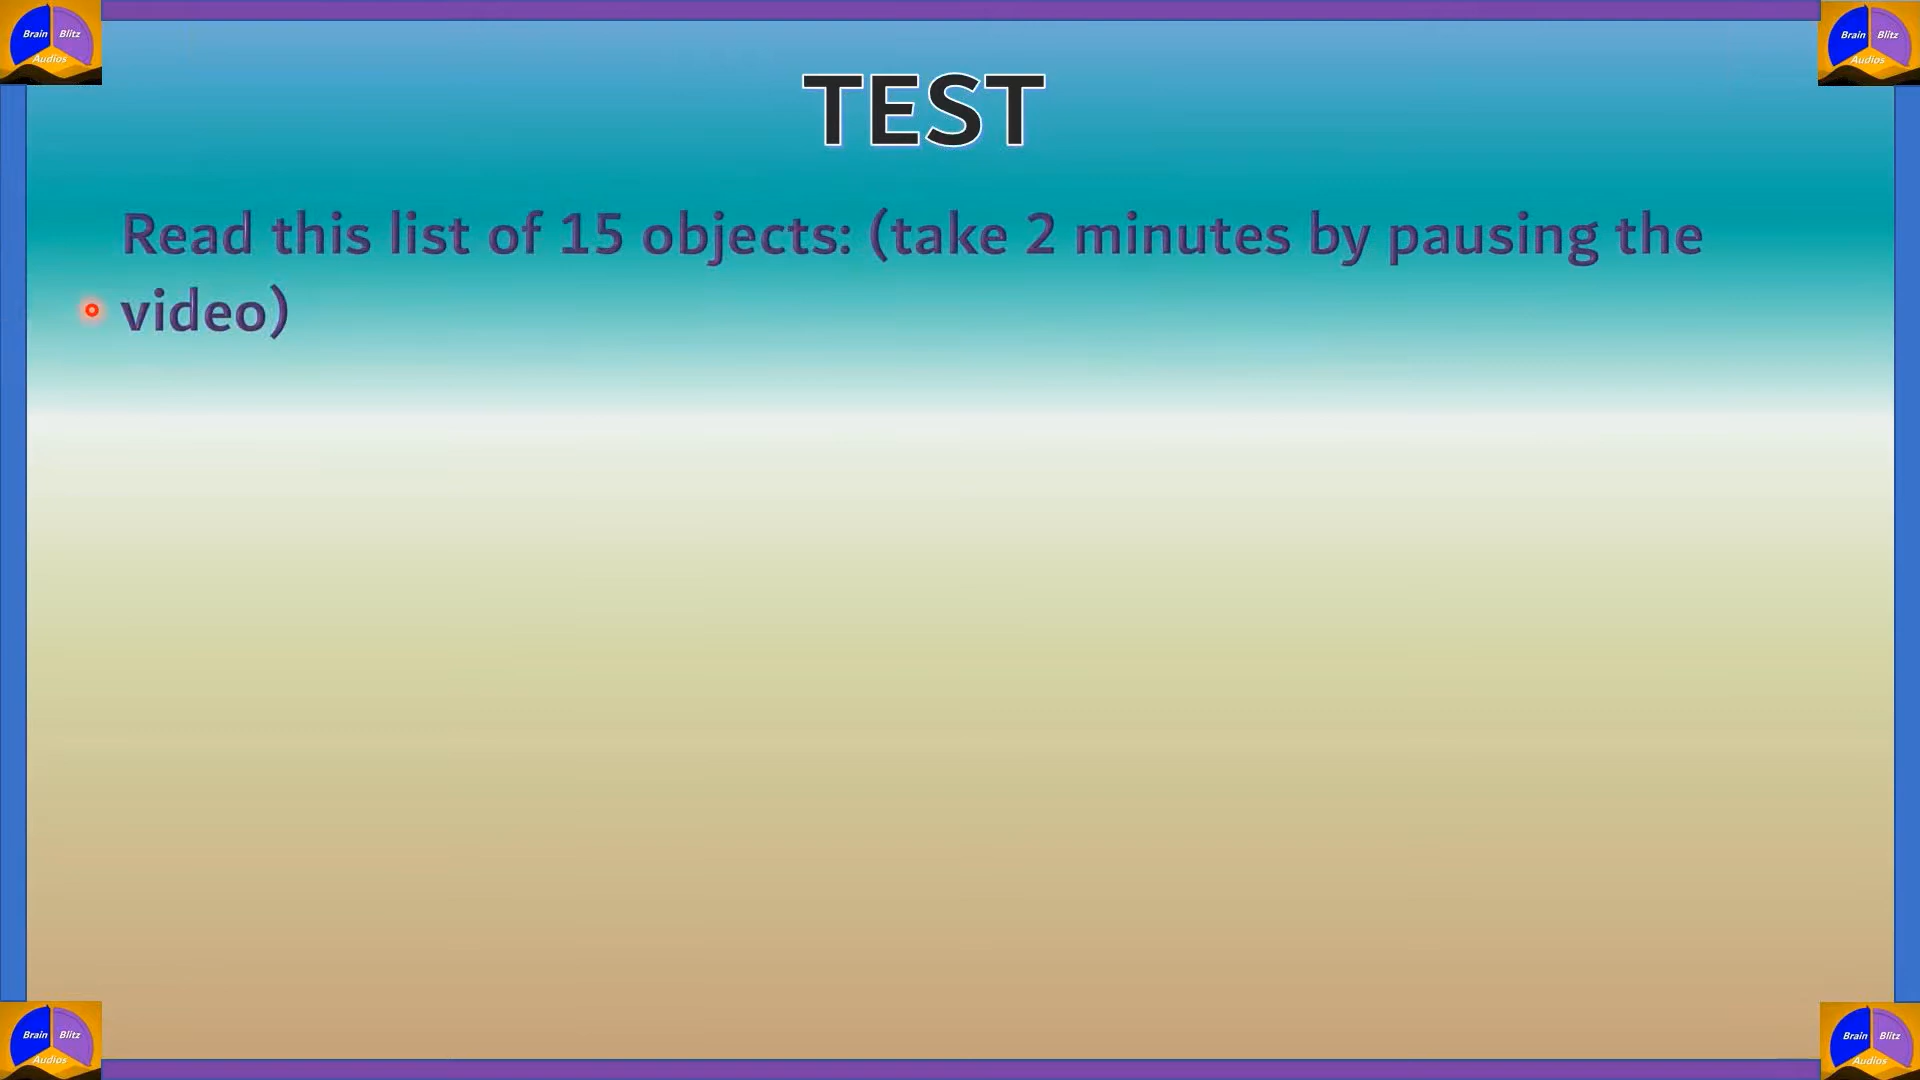 Brain Blitz
Audios
Brain Blitz
Audios
TEST
Read this list of 15 objects: (take 2 minutes by pausing the
video)
Brain Blitz
Audios
Brain Blitz
Audios